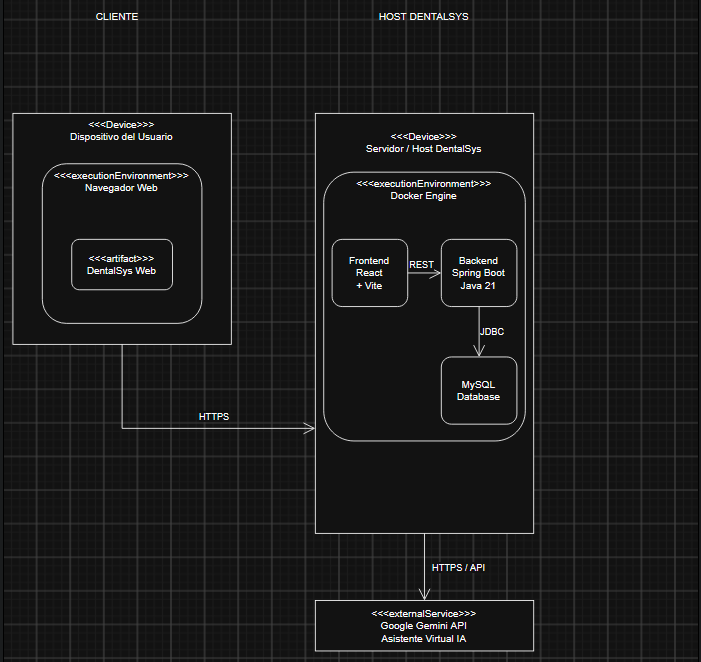 CLIENTE
HOST DENTALSYS
<<<Device>>>
Dispositivo del Usuario
<<<executionEnvironment>>>
Navegador Web
<<<artifact>>>
DentalSys Web
<<<Device>>>
Servidor / Host DentalSys
<<<executionEnvironment>>>
Docker Engine
Frontend
React
+ Vite
REST
Backend
Spring Boot
Java 21
JDBC
MySQL
Database
HTTPS
HTTPS / API
<<<externalService>>>
Google Gemini API
Asistente Virtual IA